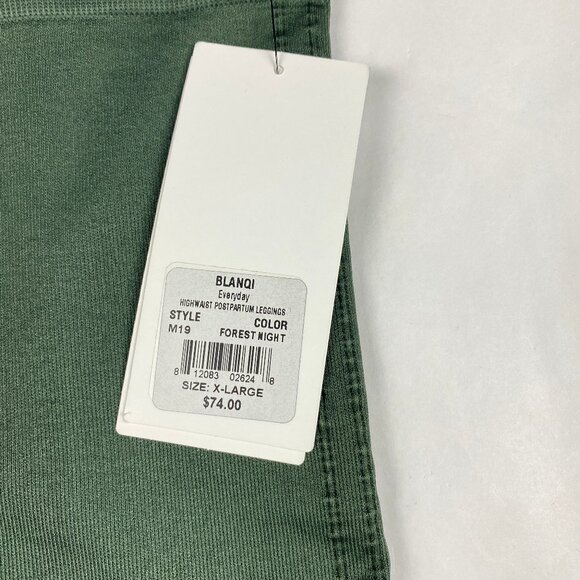 BLANQI
Everyday
HIGHWAIST POSTPARTUM LEGGINGS
STYLE COLOR
M19 FOREST NIGHT
8 12083 02624 8
SIZE: X-LARGE
$74.00